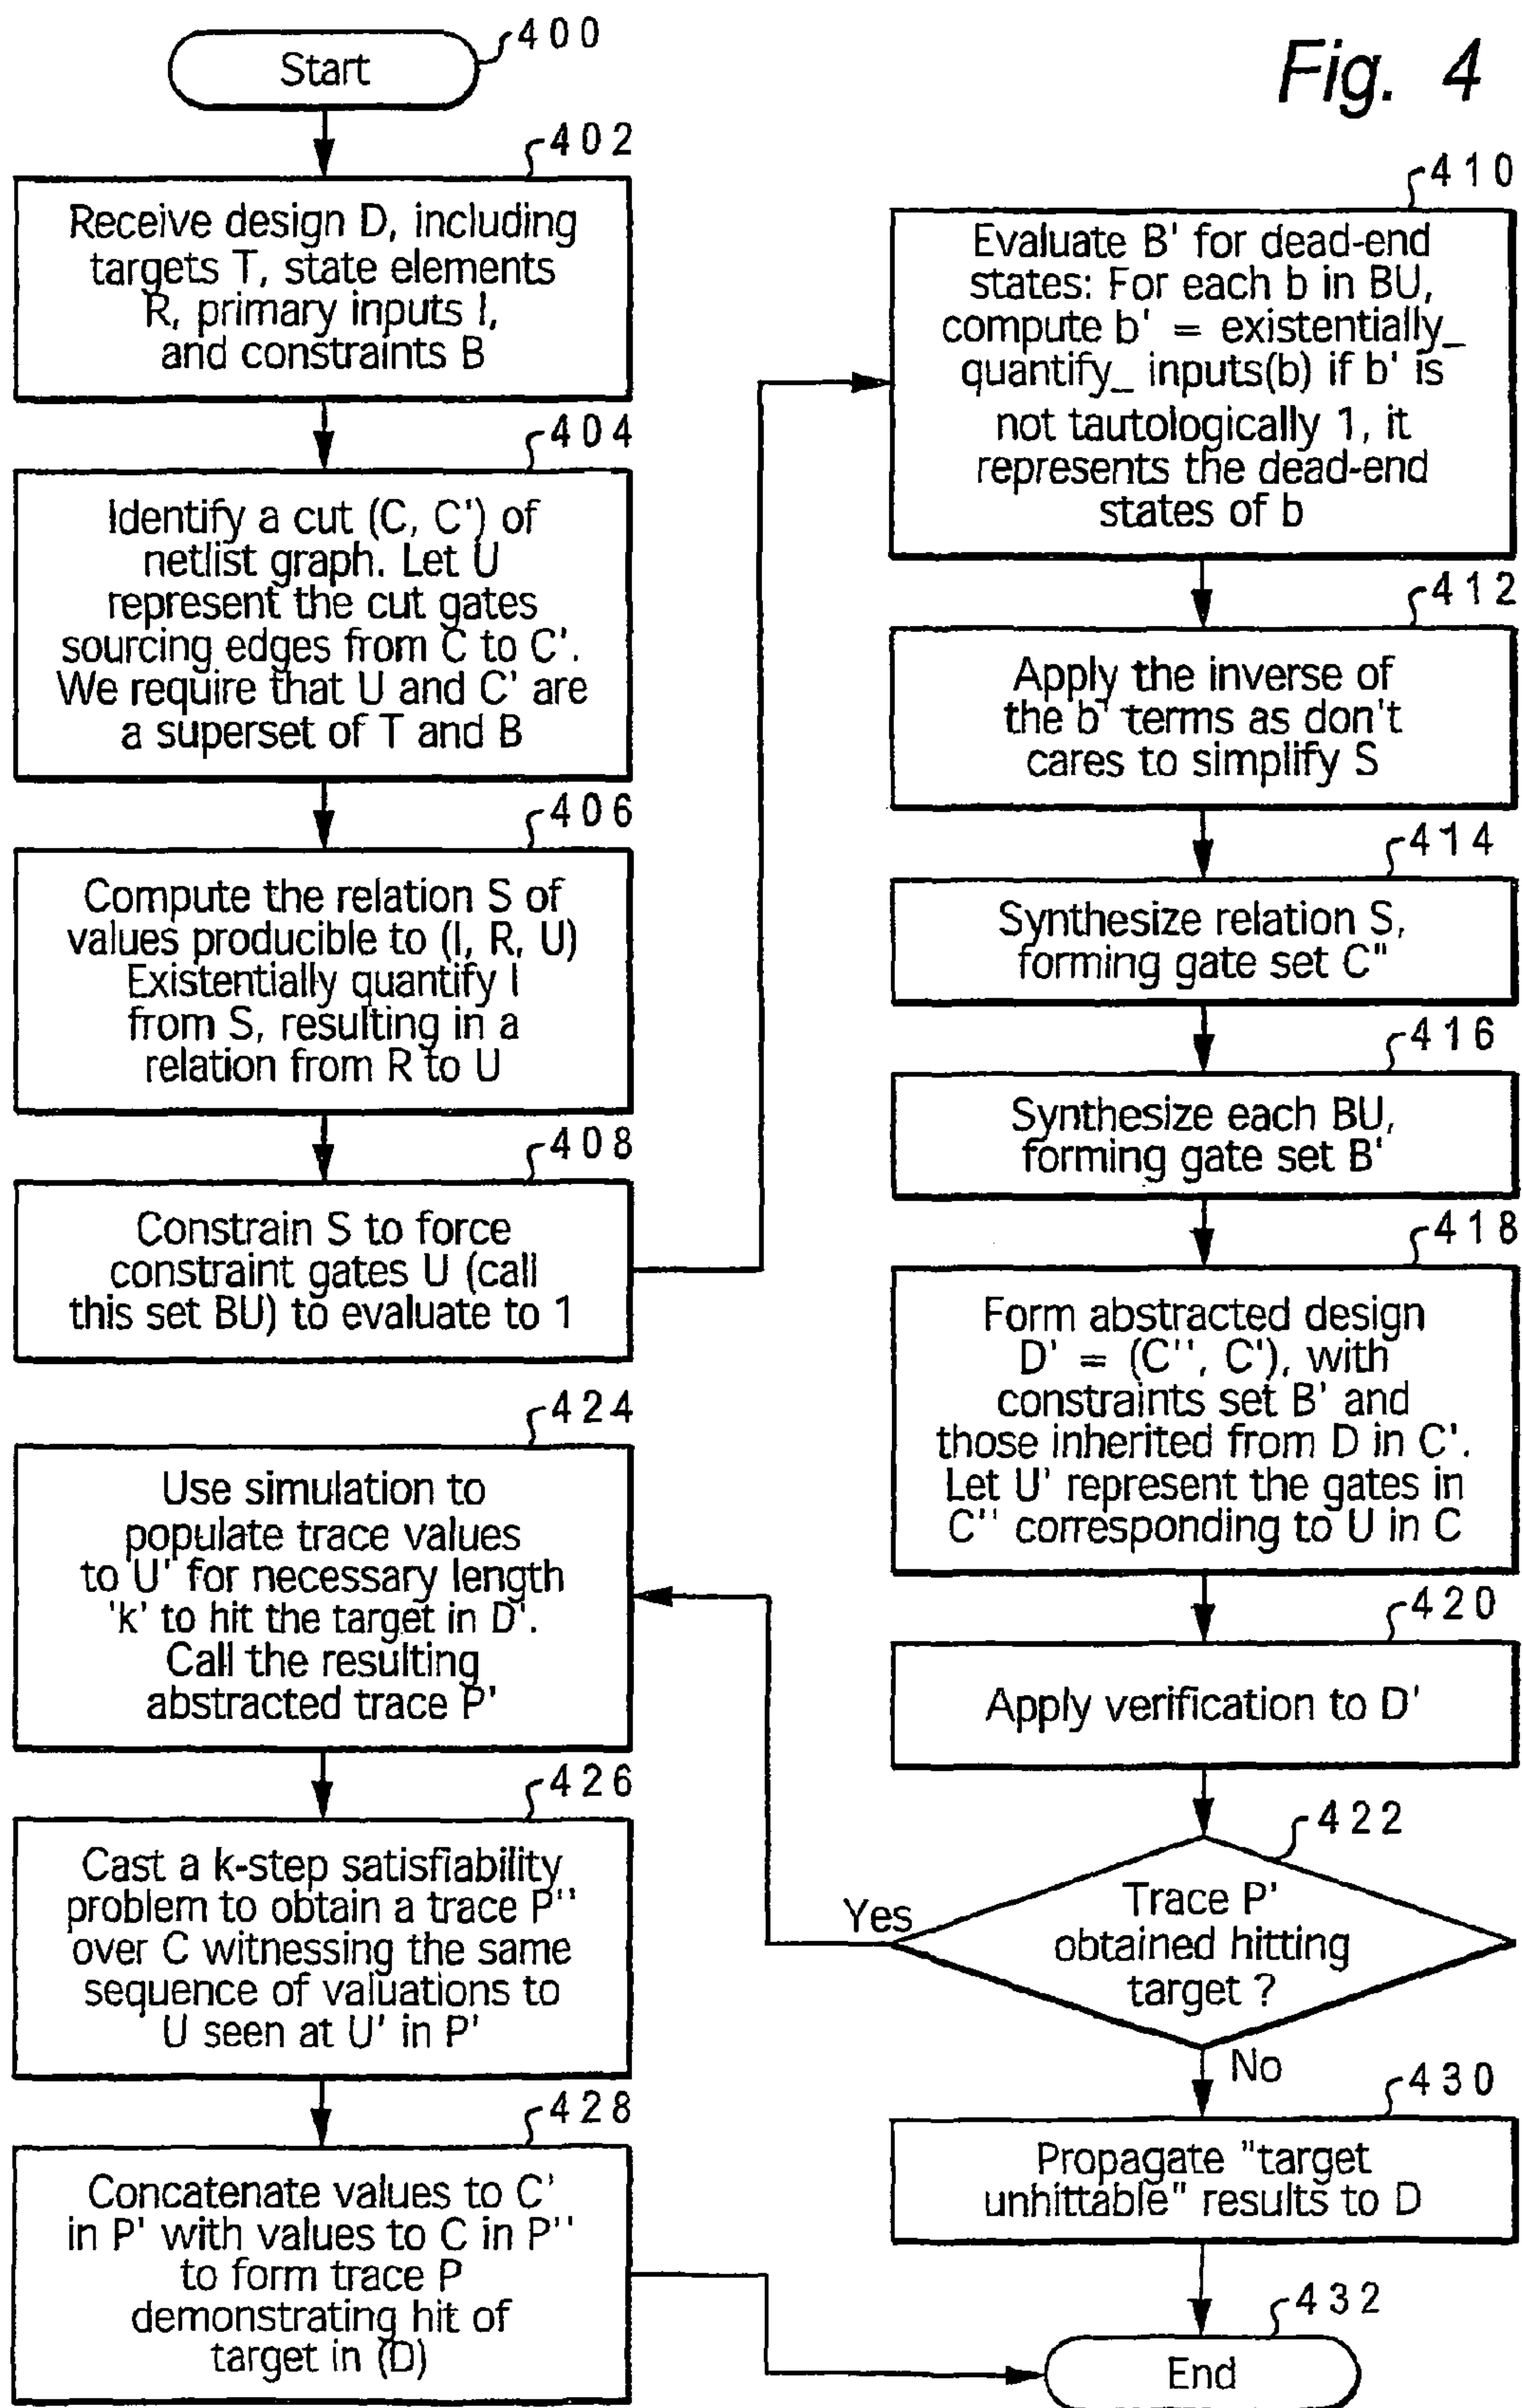 Fig. 4
400
Start
402
Receive design D, including
targets T, state elements
R, primary inputs I,
and constraints B
404
Identify a cut (C, C') of
netlist graph. Let U
represent the cut gates
sourcing edges from C to C'.
We require that U and C' are
a superset of T and B
406
Compute the relation S of
values producible to (I, R, U)
Existentially quantify I
from S, resulting in a
relation from R to U
408
Constrain S to force
constraint gates U (call
this set BU) to evaluate to 1
410
Evaluate B' for dead-end
states: For each b in BU,
compute b' = existentially_
quantify_ inputs(b) if b' is
not tautologically 1, it
represents the dead-end
states of b
412
Apply the inverse of
the b' terms as don't
cares to simplify S
414
Synthesize relation S,
forming gate set C"
416
Synthesize each BU,
forming gate set B'
418
Form abstracted design
D' = (C'', C'), with
constraints set B' and
those inherited from D in C'.
Let U' represent the gates in
C'' corresponding to U in C
420
Apply verification to D'
422
Trace P'
obtained hitting
target ?
Yes
No
424
Use simulation to
populate trace values
to U' for necessary length
'k' to hit the target in D'.
Call the resulting
abstracted trace P'
426
Cast a k-step satisfiability
problem to obtain a trace P''
over C witnessing the same
sequence of valuations to
U seen at U' in P'
428
Concatenate values to C'
in P' with values to C in P''
to form trace P
demonstrating hit of
target in (D)
430
Propagate "target
unhittable" results to D
432
End